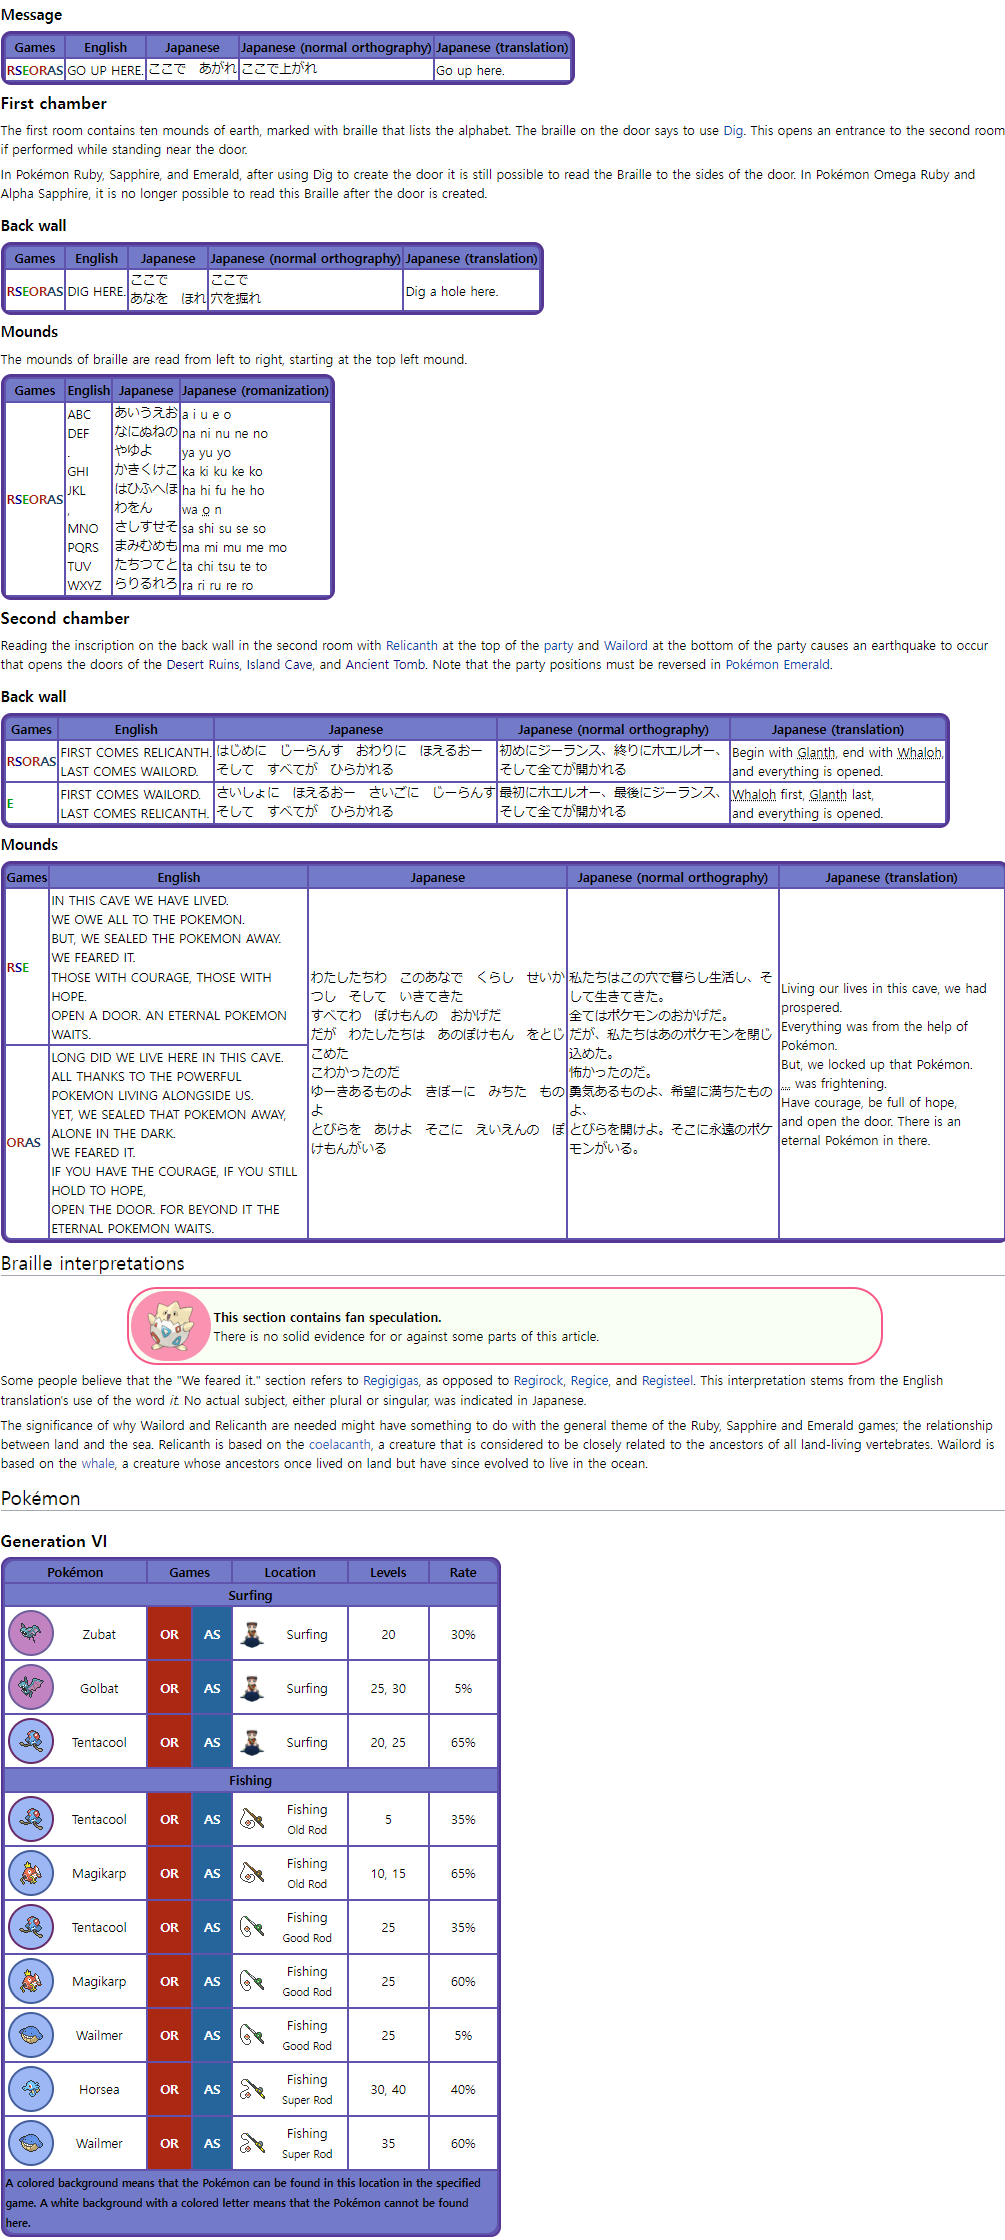 Message
Games English Japanese Japanese (normal orthography) Japanese (translation)
RSEORAS GO UP HERE. ここで　あがれ ここで上がれ Go up here.
First chamber
The first room contains ten mounds of earth, marked with braille that lists the alphabet. The braille on the door says to use Dig. This opens an entrance to the second room
if performed while standing near the door.
In Pokémon Ruby, Sapphire, and Emerald, after using Dig to create the door it is still possible to read the Braille to the sides of the door. In Pokémon Omega Ruby and
Alpha Sapphire, it is no longer possible to read this Braille after the door is created.
Back wall
Games English Japanese Japanese (normal orthography) Japanese (translation)
RSEORAS DIG HERE. ここで
あなを　ほれ ここで
穴を掘れ Dig a hole here.
Mounds
The mounds of braille are read from left to right, starting at the top left mound.
Games English Japanese Japanese (romanization)
RSEORAS
ABC あいうえお a i u e o
DEF なにぬねの na ni nu ne no
. やゆよ ya yu yo
GHI かきくけこ ka ki ku ke ko
JKL はひふへほ ha hi fu he ho
, わをん wa o n
MNO さしすせそ sa shi su se so
PQRS まみむめも ma mi mu me mo
TUV たちつてと ta chi tsu te to
WXYZ らりるれろ ra ri ru re ro
Second chamber
Reading the inscription on the back wall in the second room with Relicanth at the top of the party and Wailord at the bottom of the party causes an earthquake to occur
that opens the doors of the Desert Ruins, Island Cave, and Ancient Tomb. Note that the party positions must be reversed in Pokémon Emerald.
Back wall
Games English Japanese Japanese (normal orthography) Japanese (translation)
RSORAS
FIRST COMES RELICANTH.
LAST COMES WAILORD.
はじめに　じーらんす　おわりに　ほえるおー
そして　すべてが　ひらかれる
初めにジーランス、終りにホエルオー、
そして全てが開かれる
Begin with Glanth, end with Whaloh,
and everything is opened.
E
FIRST COMES WAILORD.
LAST COMES RELICANTH.
さいしょに　ほえるおー　さいごに　じーらんす
そして　すべてが　ひらかれる
最初にホエルオー、最後にジーランス、
そして全てが開かれる
Whaloh first, Glanth last,
and everything is opened.
Mounds
Games English Japanese Japanese (normal orthography) Japanese (translation)
RSE
IN THIS CAVE WE HAVE LIVED.
WE OWE ALL TO THE POKEMON.
BUT, WE SEALED THE POKEMON AWAY.
WE FEARED IT.
THOSE WITH COURAGE, THOSE WITH
HOPE.
OPEN A DOOR. AN ETERNAL POKEMON
WAITS.
ORAS
LONG DID WE LIVE HERE IN THIS CAVE.
ALL THANKS TO THE POWERFUL
POKEMON LIVING ALONGSIDE US.
YET, WE SEALED THAT POKEMON AWAY,
ALONE IN THE DARK.
WE FEARED IT.
IF YOU HAVE THE COURAGE, IF YOU STILL
HOLD TO HOPE,
OPEN THE DOOR. FOR BEYOND IT THE
ETERNAL POKEMON WAITS.
わたしたちわ　このあなで　くらし　せいか
つし　そして　いきてきた
すべてわ　ぽけもんの　おかげだ
だが　わたしたちは　あのぽけもん　をとじ
こめた
こわかったのだ
ゆーきあるものよ　きぼーに　みちた　もの
よ
とびらを　あけよ　そこに　えいえんの　ぽ
けもんがいる
私たちはこの穴で暮らし生活し、そ
して生きてきた。
全てはポケモンのおかげだ。
だが、私たちはあのポケモンを閉じ
込めた。
怖かったのだ。
勇気あるものよ、希望に満ちたもの
よ、
とびらを開けよ。そこに永遠のポケ
モンがいる。
Living our lives in this cave, we had
prospered.
Everything was from the help of
Pokémon.
But, we locked up that Pokémon.
... was frightening.
Have courage, be full of hope,
and open the door. There is an
eternal Pokémon in there.
Braille interpretations
This section contains fan speculation.
There is no solid evidence for or against some parts of this article.
Some people believe that the "We feared it." section refers to Regigigas, as opposed to Regirock, Regice, and Registeel. This interpretation stems from the English
translation's use of the word it. No actual subject, either plural or singular, was indicated in Japanese.
The significance of why Wailord and Relicanth are needed might have something to do with the general theme of the Ruby, Sapphire and Emerald games; the relationship
between land and the sea. Relicanth is based on the coelacanth, a creature that is considered to be closely related to the ancestors of all land-living vertebrates. Wailord is
based on the whale, a creature whose ancestors once lived on land but have since evolved to live in the ocean.
Pokémon
Generation VI
Pokémon Games Location Levels Rate
Surfing
Zubat OR AS Surfing 20 30%
Golbat OR AS Surfing 25, 30 5%
Tentacool OR AS Surfing 20, 25 65%
Fishing
Tentacool OR AS Fishing Old Rod 5 35%
Magikarp OR AS Fishing Old Rod 10, 15 65%
Tentacool OR AS Fishing Good Rod 25 35%
Magikarp OR AS Fishing Good Rod 25 60%
Wailmer OR AS Fishing Good Rod 25 5%
Horsea OR AS Fishing Super Rod 30, 40 40%
Wailmer OR AS Fishing Super Rod 35 60%
A colored background means that the Pokémon can be found in this location in the specified
game. A white background with a colored letter means that the Pokémon cannot be found
here.